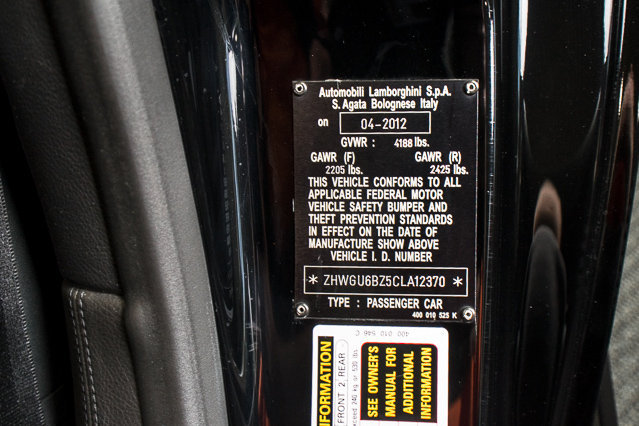 Automobili Lamborghini S.p.A.
S. Agata Bolognese Italy
on 04-2012
GVWR : 4188 lbs.
GAWR (F) GAWR (R)
2205 lbs. 2425 lbs.
THIS VEHICLE CONFORMS TO ALL
APPLICABLE FEDERAL MOTOR
VEHICLE SAFETY BUMPER AND
THEFT PREVENTION STANDARDS
IN EFFECT ON THE DATE OF
MANUFACTURE SHOW ABOVE
VEHICLE I. D. NUMBER
* ZHWGU6BZ5CLA12370 *
TYPE : PASSENGER CAR
400 010 525 K
400 010 546 C
SEE OWNER'S
MANUAL FOR
ADDITIONAL
INFORMATION
FRONT 2 REAR